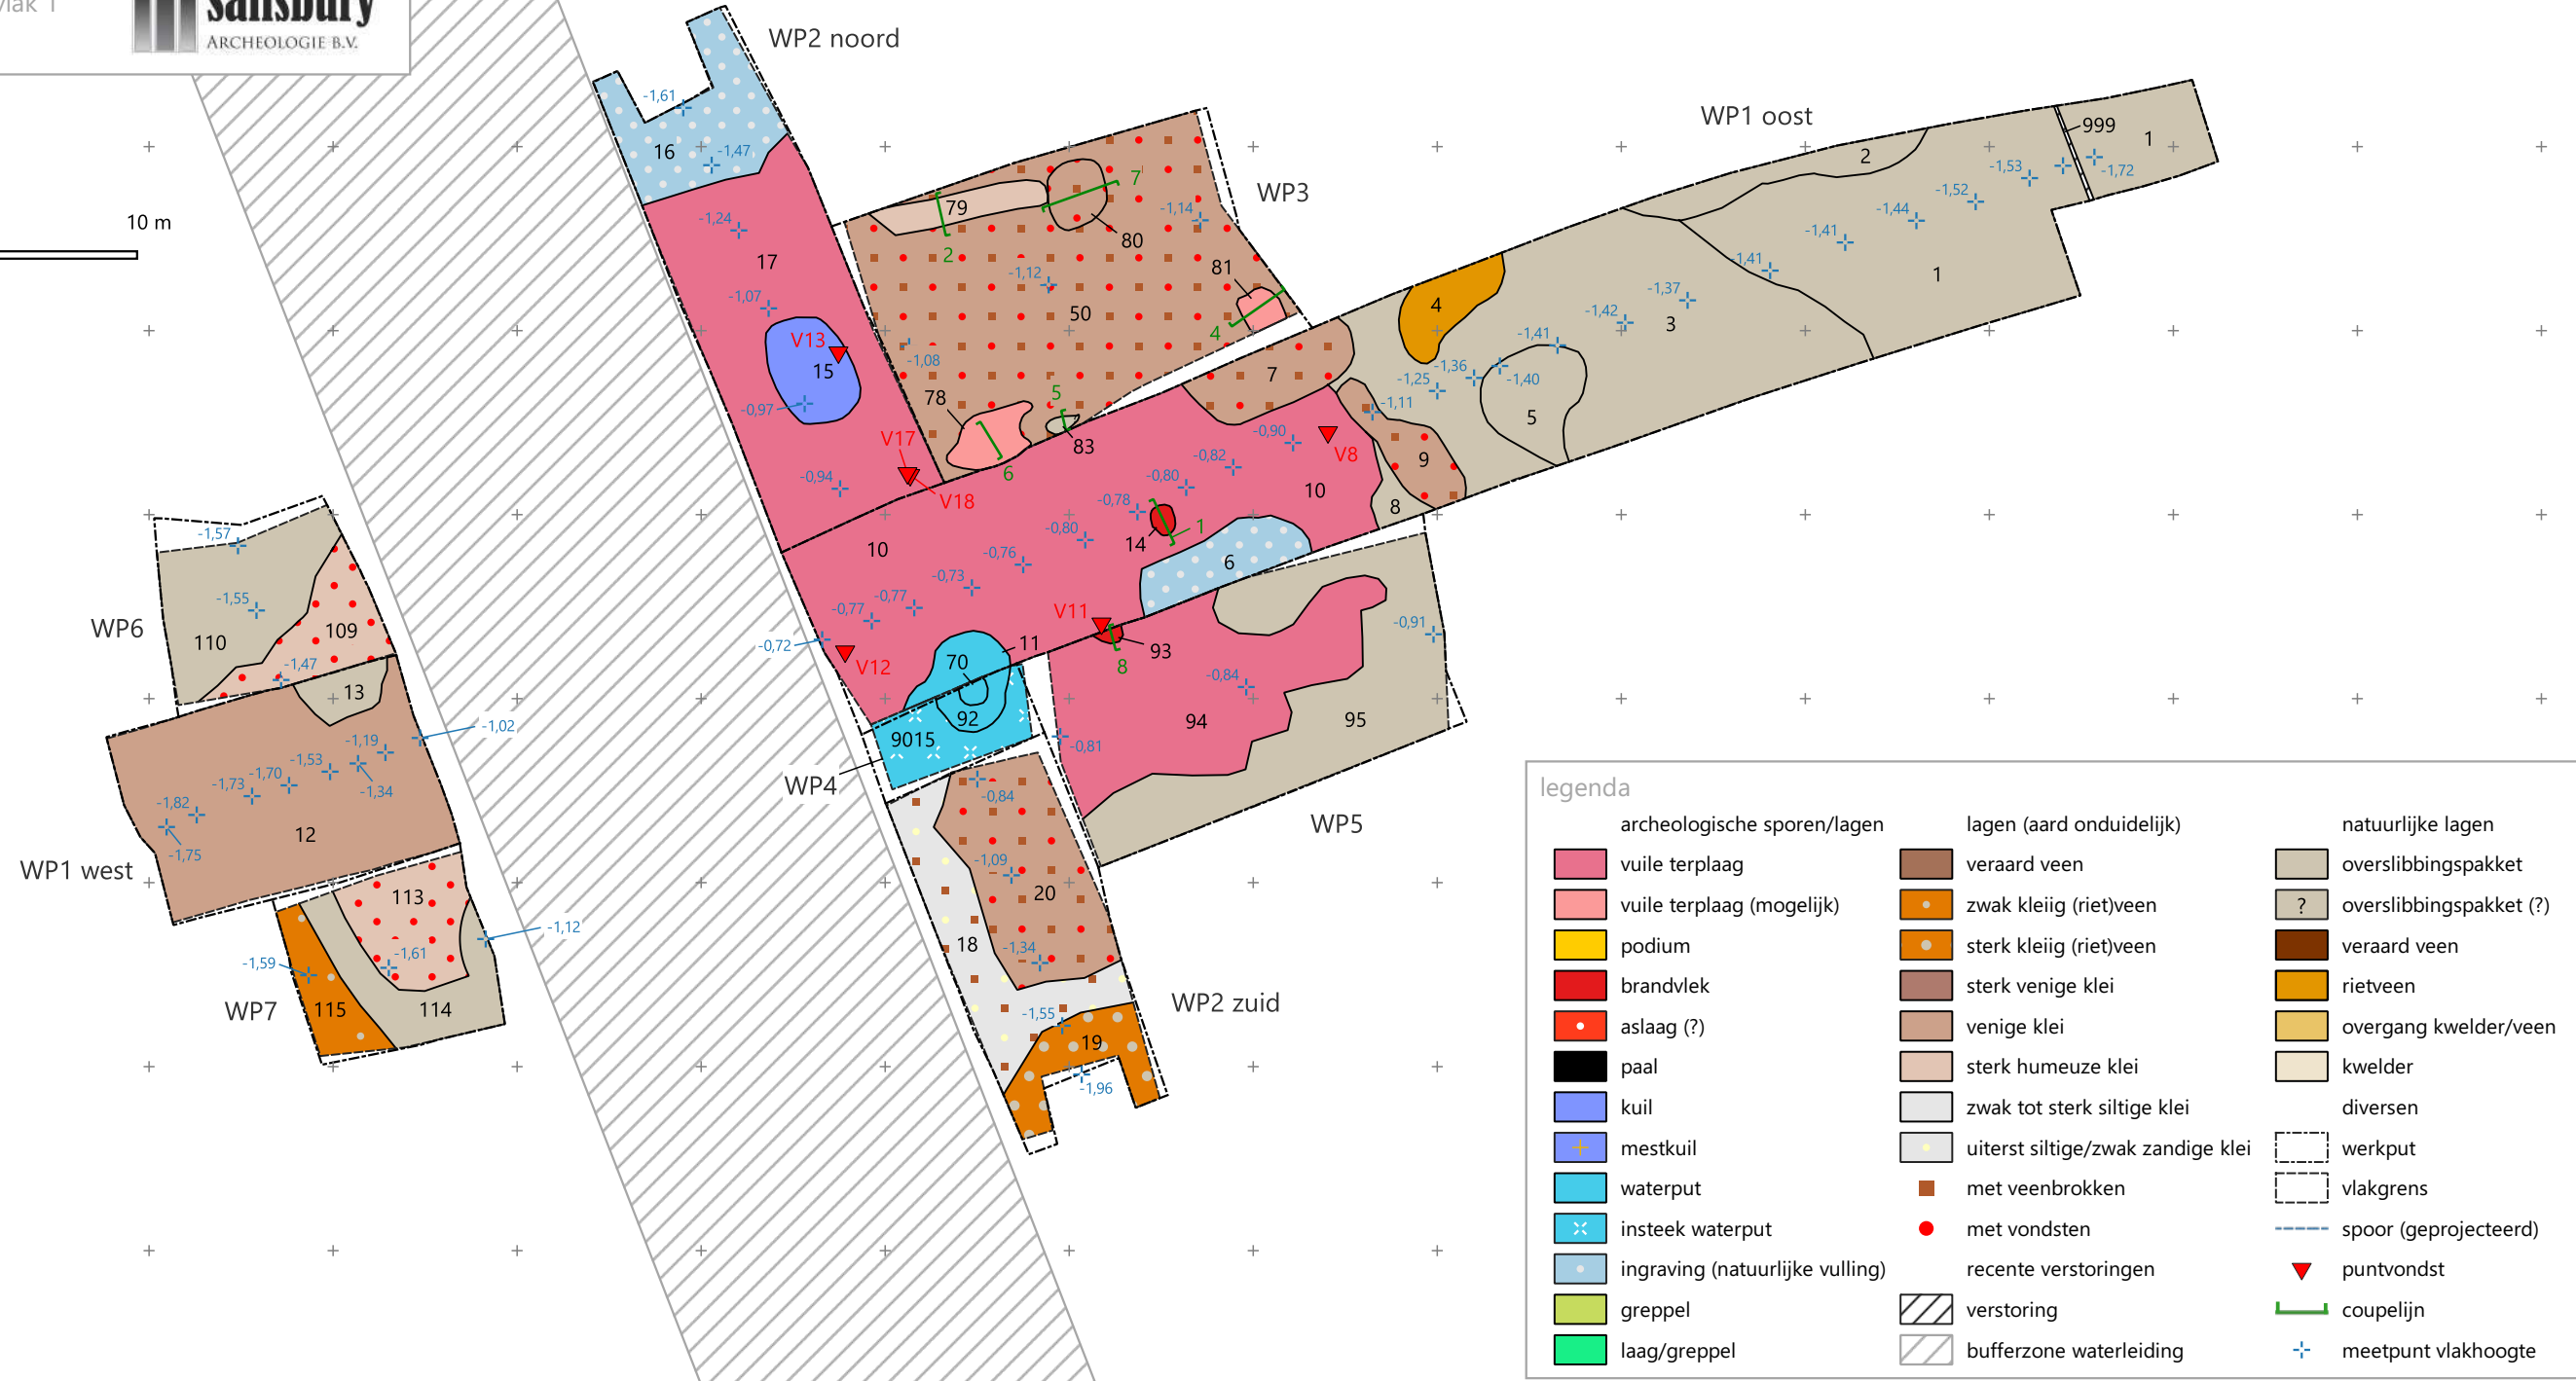 vlak 1
Salisbury
ARCHEOLOGIE B.V.
10 m
WP2 noord
WP3
WP1 oost
-1,61
16
-1,47
-1,24
17
-1,07
V13
15
-0,97
V17
-0,94
V18
79
2
7
80
-1,14
81
-1,12
50
4
-1,08
78
5
83
6
7
2
999
1
-1,53
-1,72
-1,52
-1,44
-1,41
-1,41
1
4
-1,37
-1,42
3
-1,41
-1,36
-1,25
-1,40
-1,11
5
9
8
-0,90
V8
-0,82
10
-0,80
-0,78
14
1
-0,80
6
10
-0,76
-0,73
-0,77
-0,77
-0,72
V12
V11
93
8
11
70
92
9015
WP4
-0,91
-0,84
94
95
-0,81
WP5
-0,84
-1,09
20
18
-1,34
-1,55
19
-1,96
WP2 zuid
-1,57
-1,55
WP6
110
109
-1,47
13
-1,02
-1,19
-1,53
-1,70
-1,73
-1,34
-1,82
12
-1,75
WP1 west
113
-1,12
-1,61
-1,59
115
114
WP7
legenda
archeologische sporen/lagen
vuile terplaag
vuile terplaag (mogelijk)
podium
brandvlek
aslaag (?)
paal
kuil
mestkuil
waterput
insteek waterput
ingraving (natuurlijke vulling)
greppel
laag/greppel
lagen (aard onduidelijk)
veraard veen
zwak kleiig (riet)veen
sterk kleiig (riet)veen
sterk venige klei
venige klei
sterk humeuze klei
zwak tot sterk siltige klei
uiterst siltige/zwak zandige klei
met veenbrokken
met vondsten
recente verstoringen
verstoring
bufferzone waterleiding
natuurlijke lagen
overslibbingspakket
?
overslibbingspakket (?)
veraard veen
rietveen
overgang kwelder/veen
kwelder
diversen
werkput
vlakgrens
spoor (geprojecteerd)
puntvondst
coupelijn
meetpunt vlakhoogte